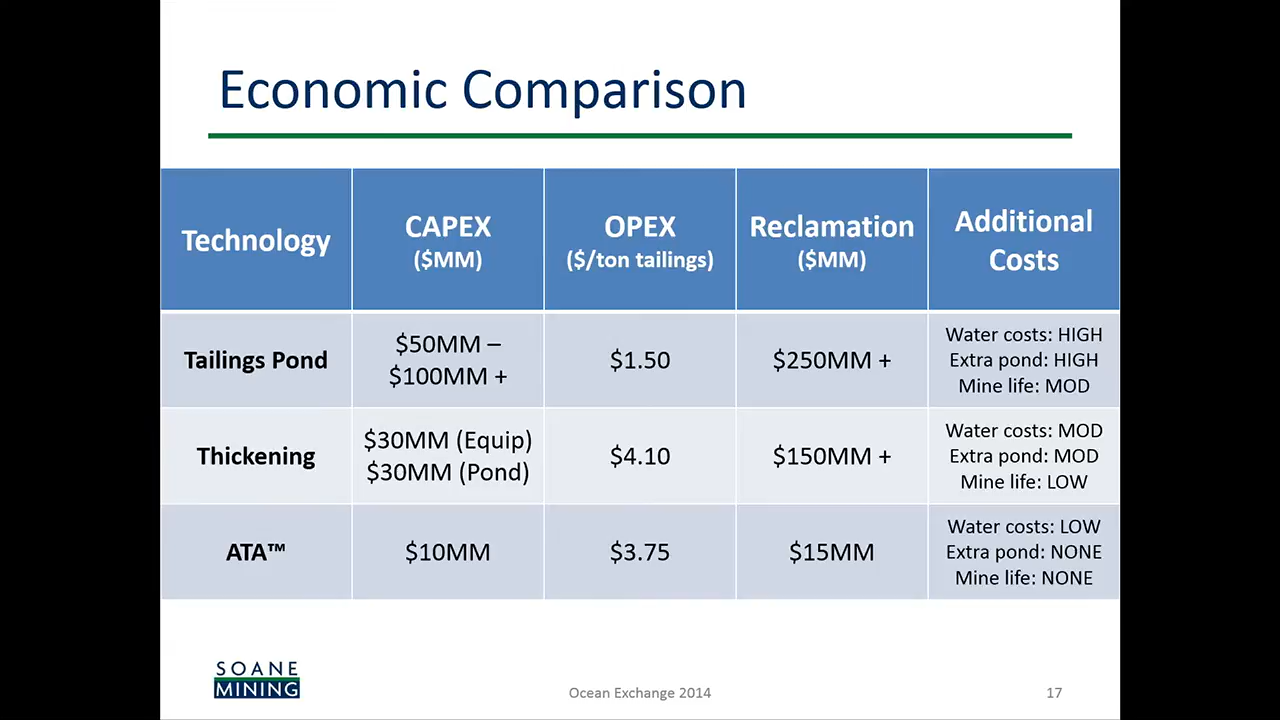 Economic Comparison
Technology
CAPEX
($MM)
OPEX
($/ton tailings)
Reclamation
($MM)
Additional
Costs
Tailings Pond
$50MM –
$100MM +
$1.50
$250MM +
Water costs: HIGH
Extra pond: HIGH
Mine life: MOD
Thickening
$30MM (Equip)
$30MM (Pond)
$4.10
$150MM +
Water costs: MOD
Extra pond: MOD
Mine life: LOW
ATA™
$10MM
$3.75
$15MM
Water costs: LOW
Extra pond: NONE
Mine life: NONE
SOANE
MINING
Ocean Exchange 2014
17